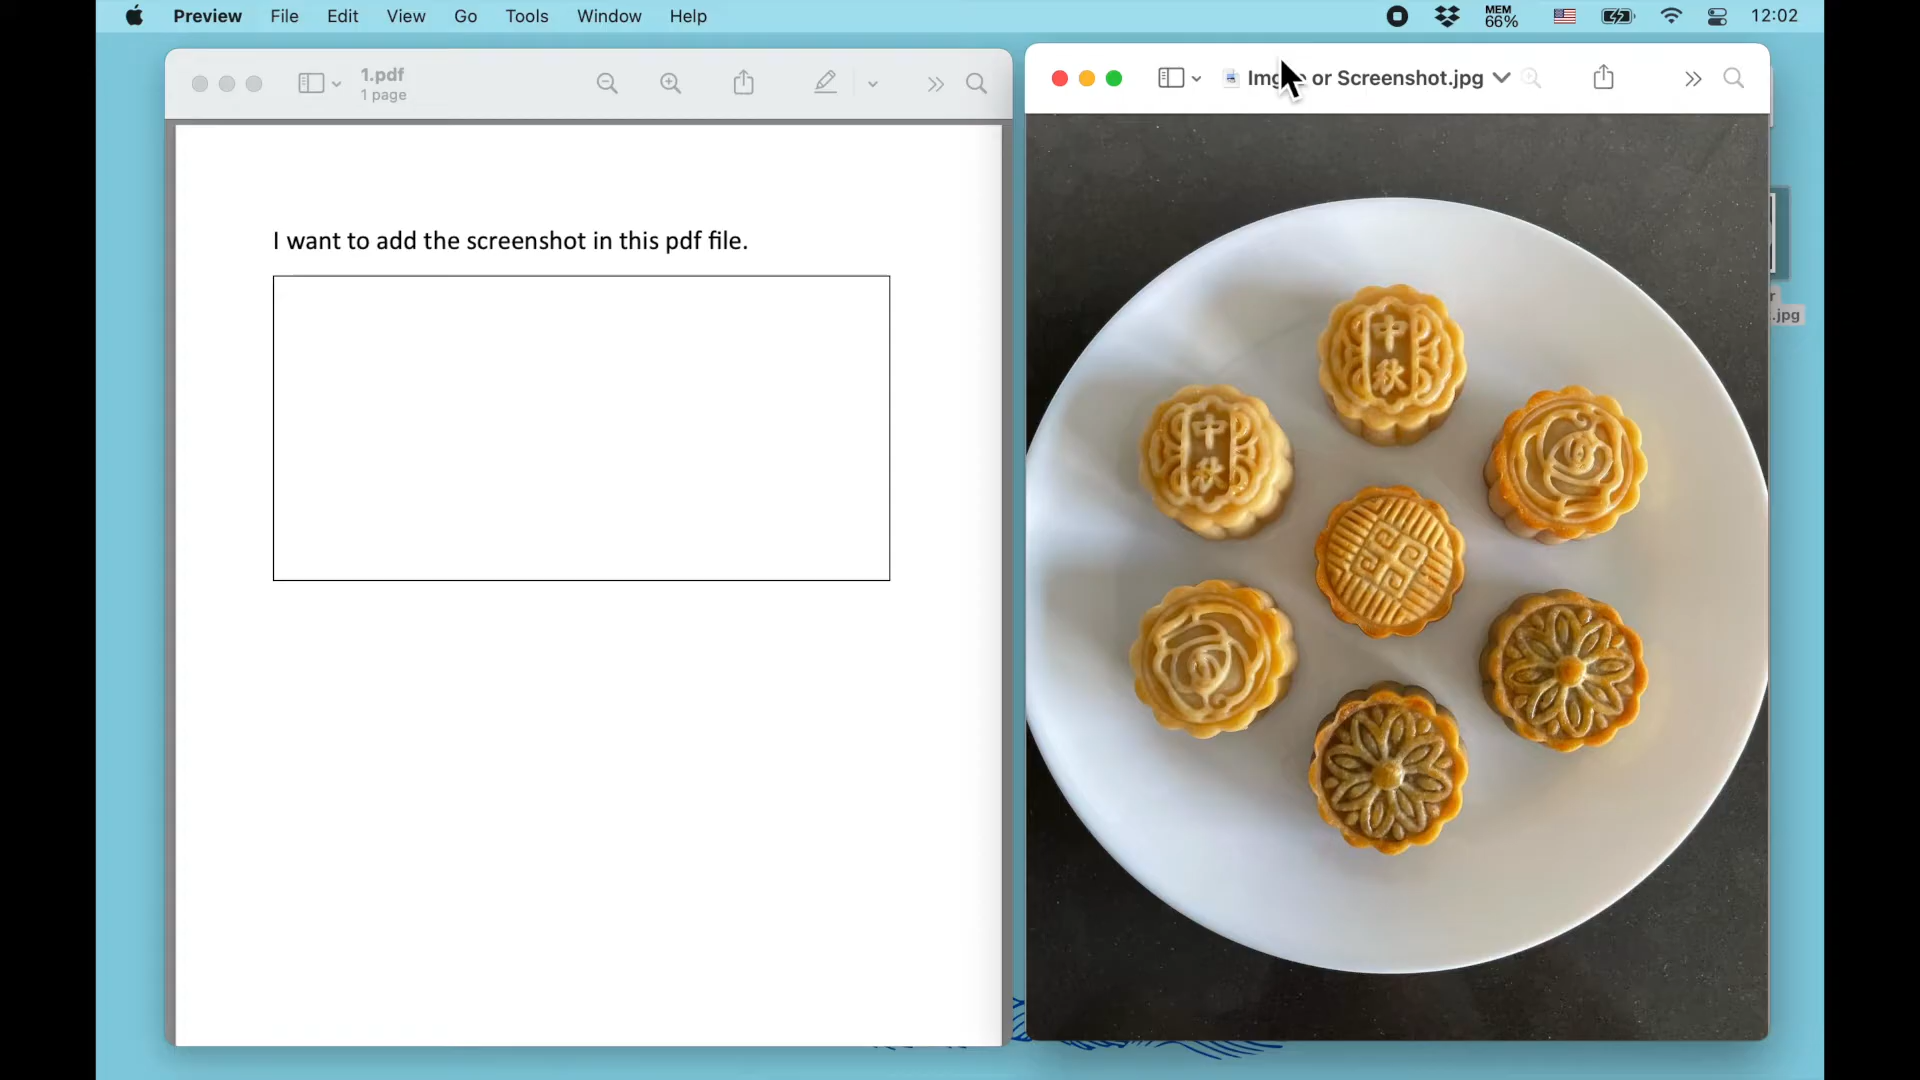 Preview File Edit View Go Tools Window Help
MEM
66%
12:02
1.pdf
1 page
or Screenshot.jpg
I want to add the screenshot in this pdf file.
r
.jpg
中
秋
中
秋